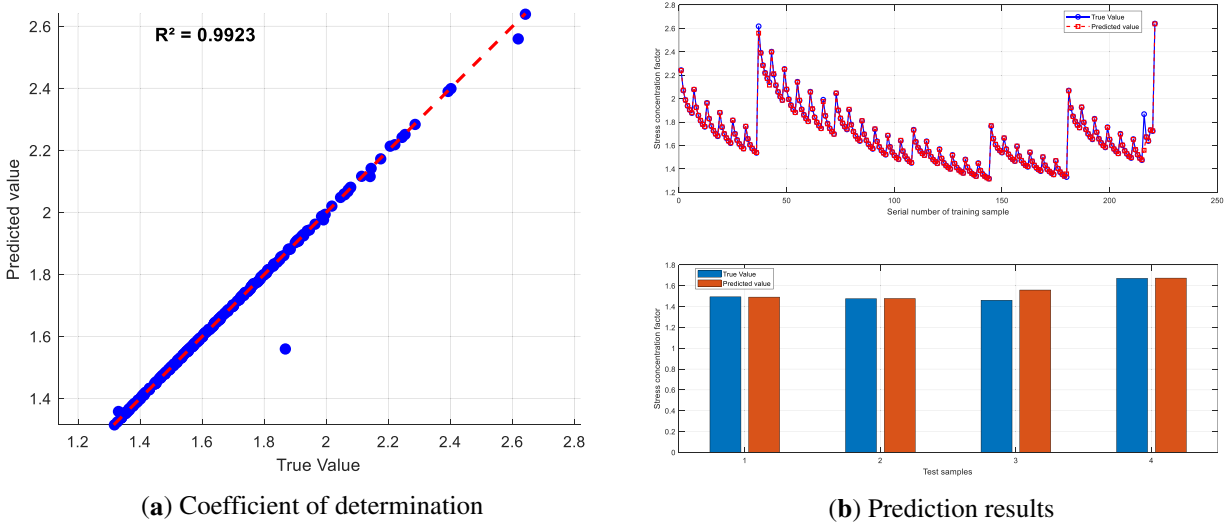 R² = 0.9923
2.6
2.4
2.2
2
1.8
1.6
1.4
Predicted value
1.2 1.4 1.6 1.8 2 2.2 2.4 2.6 2.8
True Value
(a) Coefficient of determination
2.8
2.6
2.4
2.2
2
1.8
1.6
1.4
1.2
Stress concentration factor
True Value
Predicted value
0 50 100 150 200 250
Serial number of training sample
1.8
1.6
1.4
1.2
1
0.8
0.6
0.4
0.2
0
Stress concentration factor
True Value
Predicted value
1 2 3 4
Test samples
(b) Prediction results